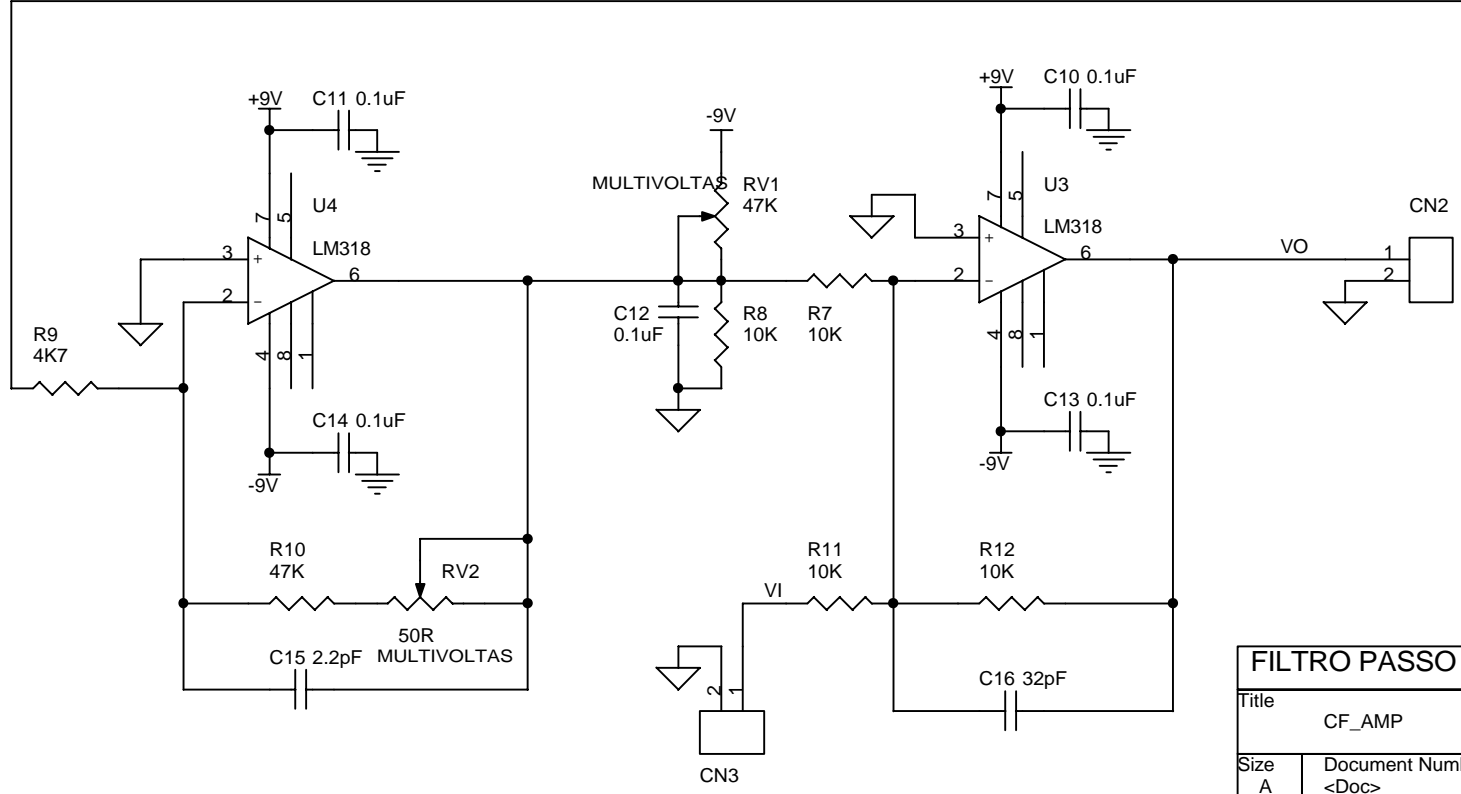 +9V
C11 0.1uF
7
5
U4
LM318
3
+
2
-
6
4
8
1
R9
4K7
C14 0.1uF
-9V
R10
47K
RV2
50R
MULTIVOLTAS
C15 2.2pF
-9V
MULTIVOLTAS
RV1
47K
C12
0.1uF
R8
10K
R7
10K
+9V
C10 0.1uF
7
5
U3
LM318
3
+
2
-
6
4
8
1
C13 0.1uF
-9V
VO
CN2
1
2
VI
R11
10K
R12
10K
C16 32pF
2
1
CN3
FILTRO PASSO
Title
CF_AMP
Size
A
Document Num
<Doc>